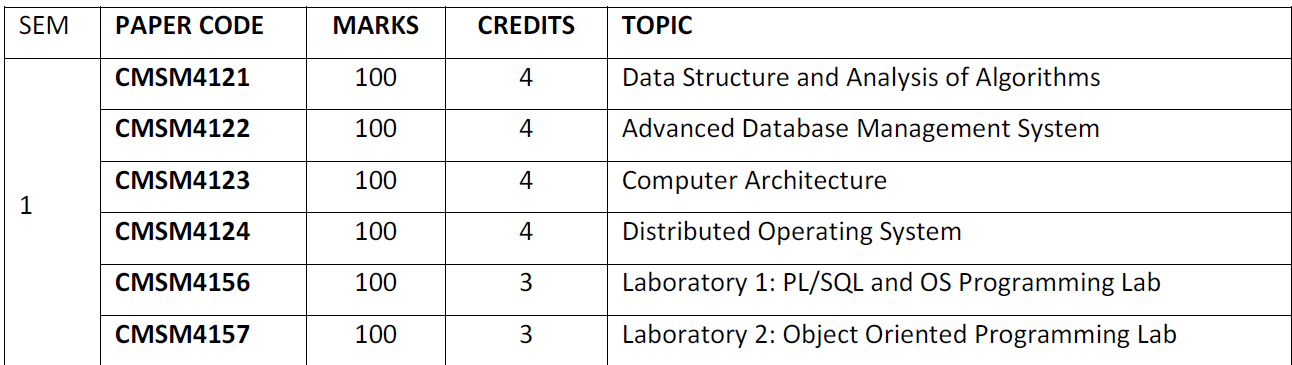 SEM PAPER CODE MARKS CREDITS TOPIC
1 CMSM4121 100 4 Data Structure and Analysis of Algorithms
CMSM4122 100 4 Advanced Database Management System
CMSM4123 100 4 Computer Architecture
CMSM4124 100 4 Distributed Operating System
CMSM4156 100 3 Laboratory 1: PL/SQL and OS Programming Lab
CMSM4157 100 3 Laboratory 2: Object Oriented Programming Lab